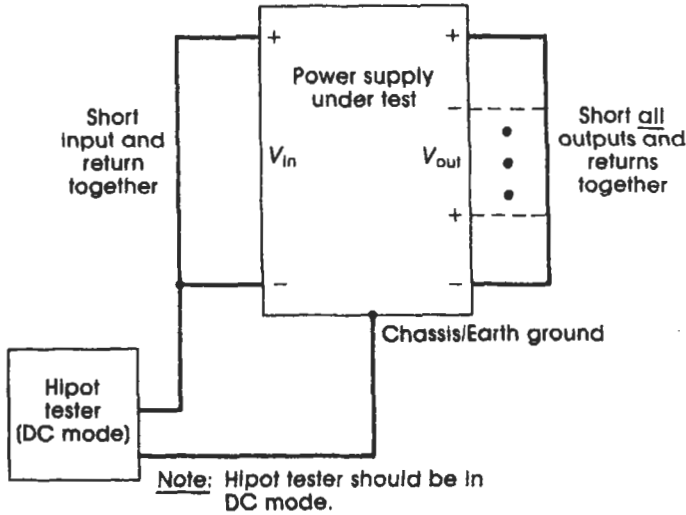 +
+
Power supply
under test
Short
input and
return
together
−
Short all
outputs and
returns
together
Vin
Vout
+
−
−
Chassis/Earth ground
Hipot
tester
(DC mode)
Note: Hipot tester should be in
DC mode.